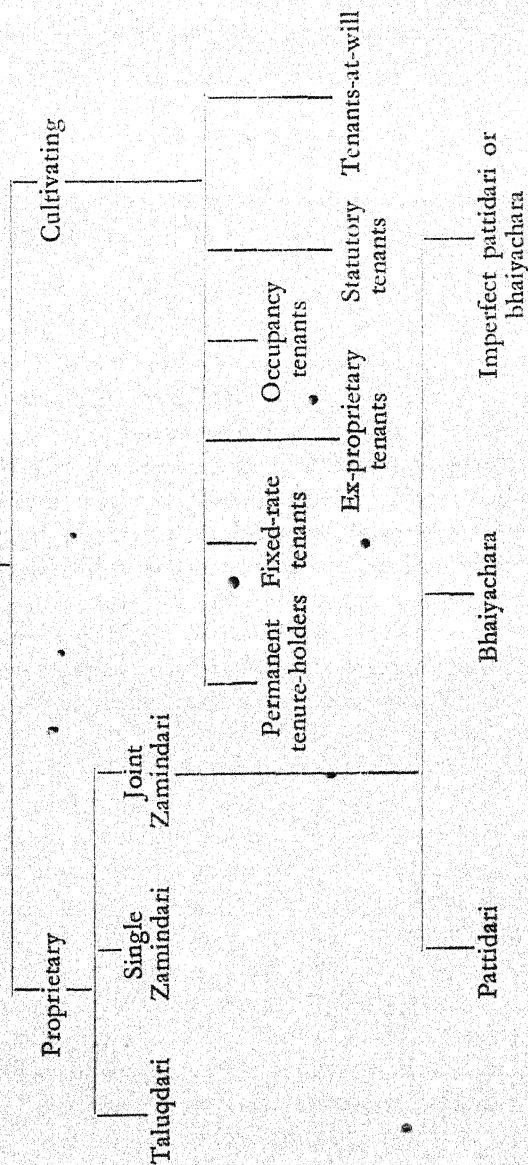 Proprietary
Cultivating
Taluqdari
Single
Zamindari
Joint
Zamindari
Permanent
tenure-holders
Fixed-rate
tenants
Ex-proprietary
tenants
Occupancy
tenants
Statutory
tenants
Tenants-at-will
Pattidari
Bhaiyachara
Imperfect pattidari or
bhaiyachara